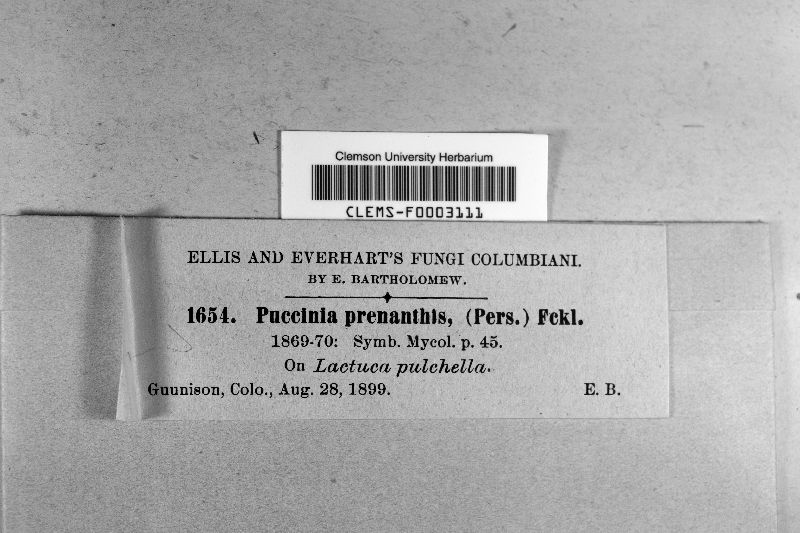 Clemson University Herbarium
CLEMS-F0003111
ELLIS AND EVERHART'S FUNGI COLUMBIANI.
BY E. BARTHOLOMEW.
1654. Puccinia prenanthis, (Pers.) Fckl.
1869-70: Symb. Mycol. p. 45.
On Lactuca pulchella.
Guunison, Colo., Aug. 28, 1899. E. B.